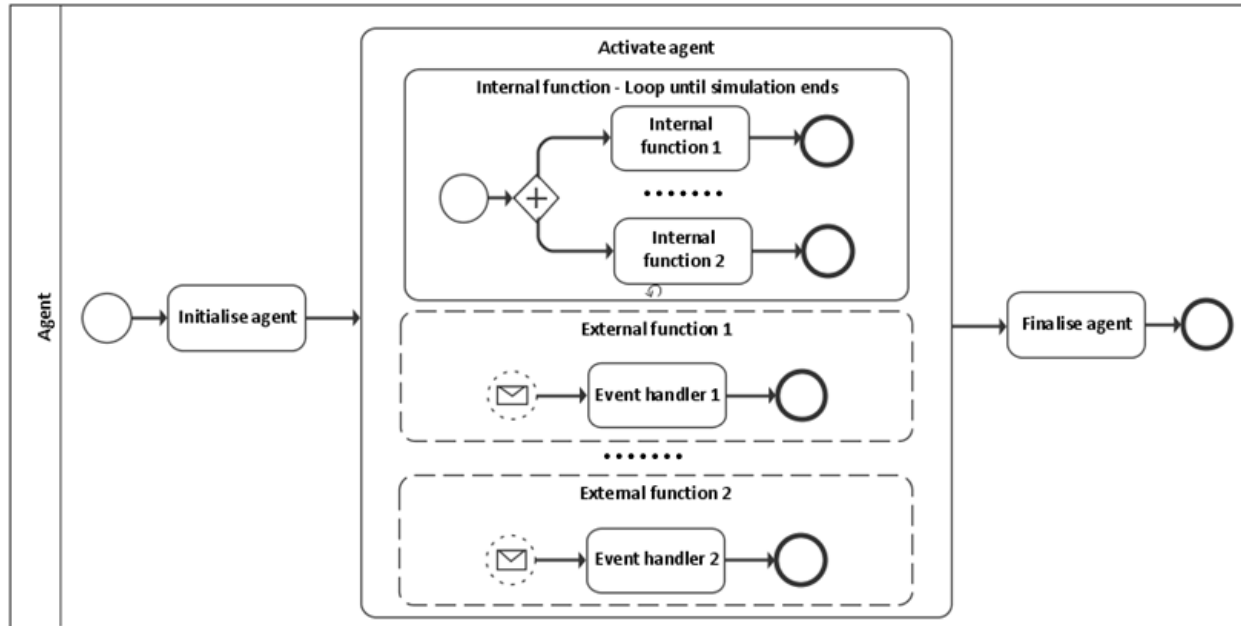 Agent
Activate agent
Internal function - Loop until simulation ends
Internal
function 1
Internal
function 2
Initialise agent
External function 1
Event handler 1
External function 2
Event handler 2
Finalise agent